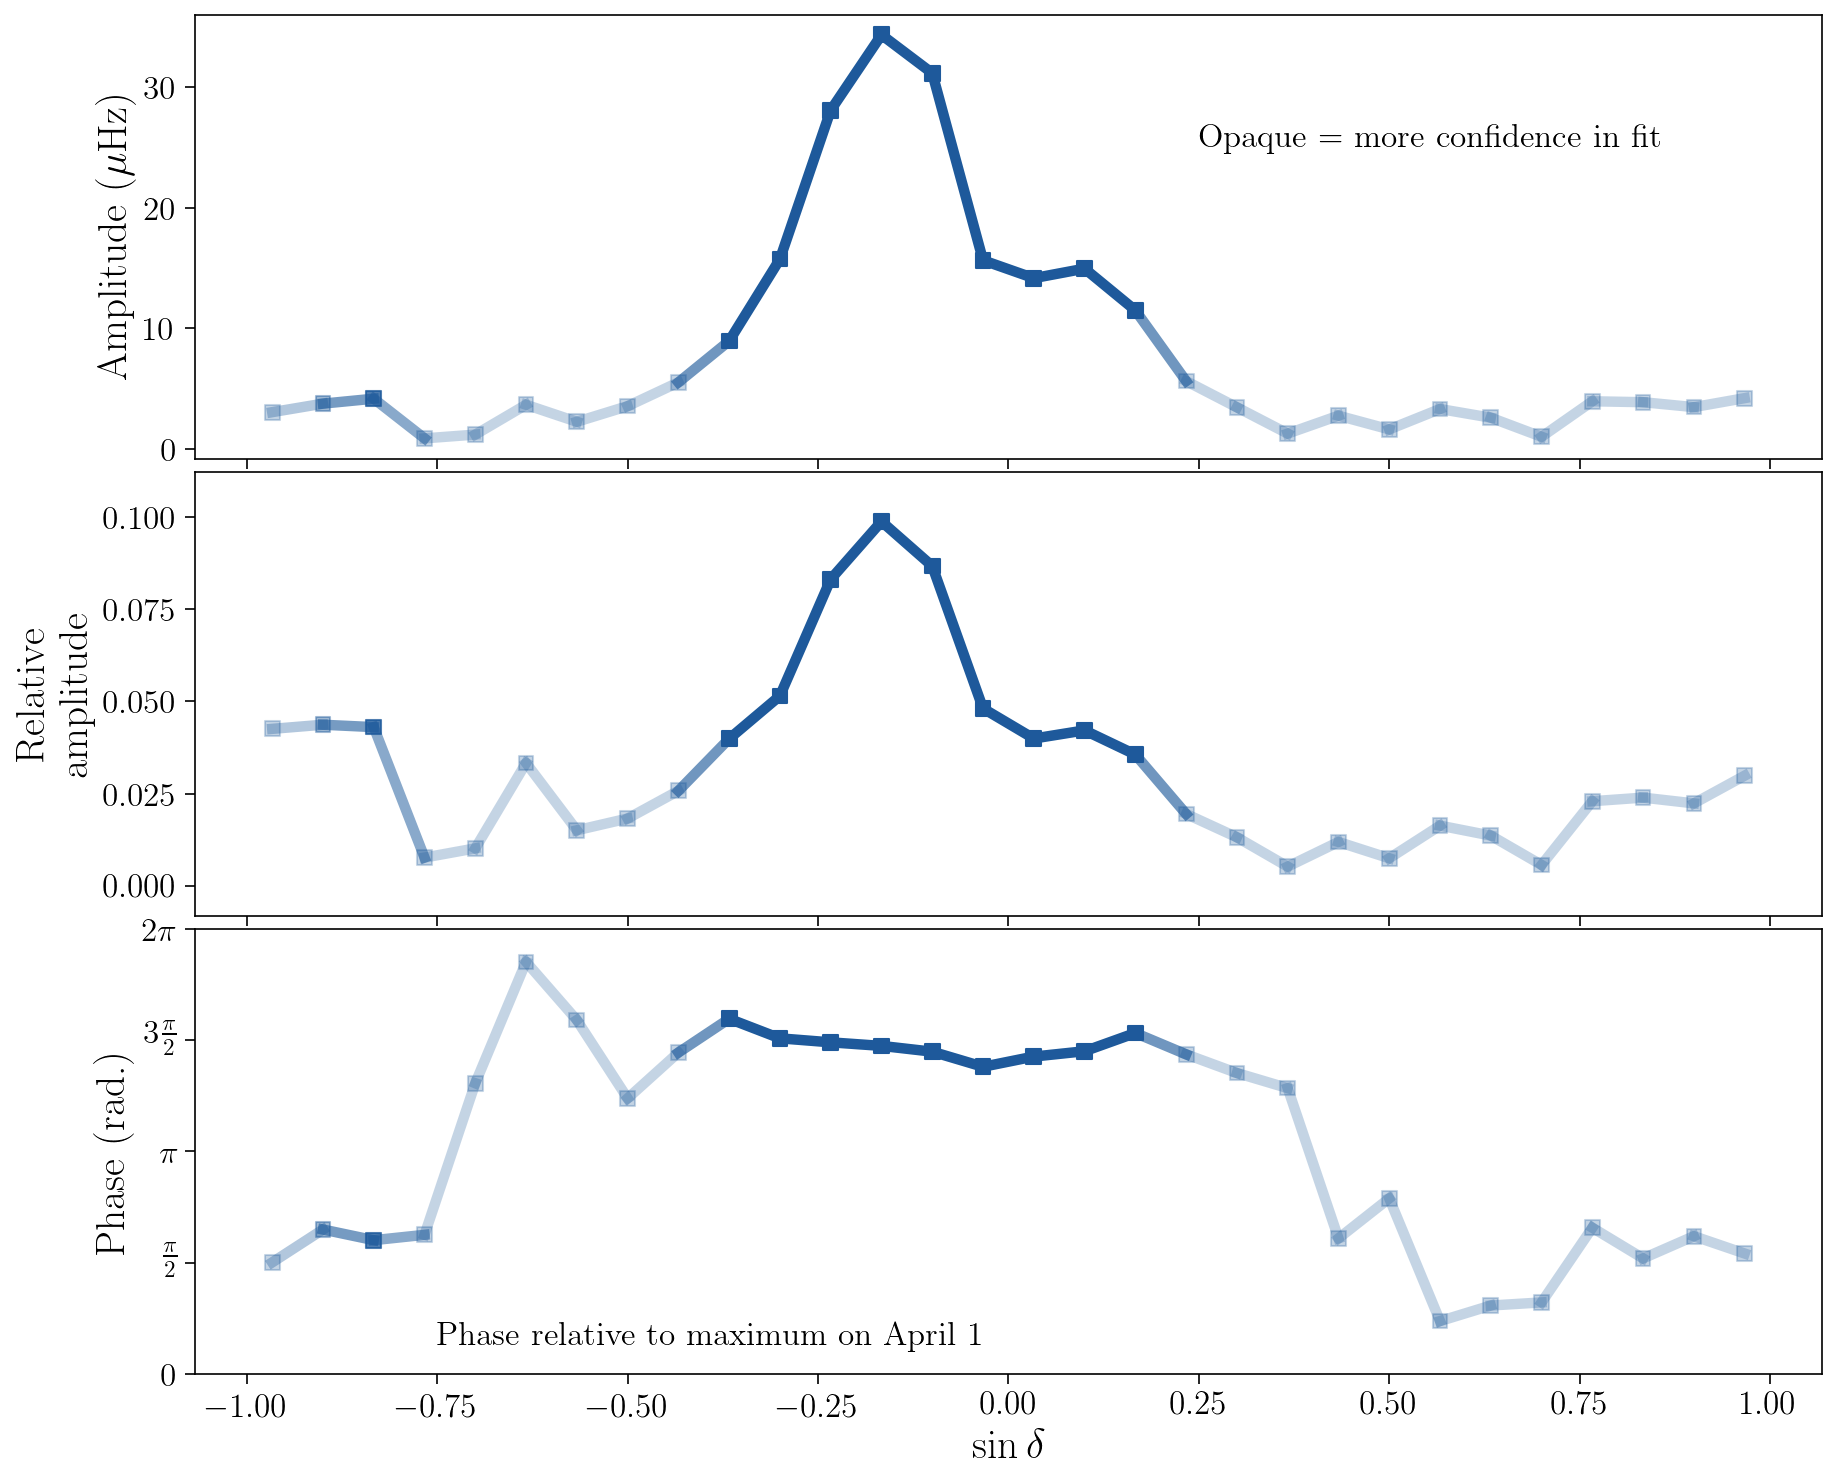 Amplitude (μHz)
30
20
10
0
Opaque = more confidence in fit
Relative
amplitude
0.100
0.075
0.050
0.025
0.000
Phase (rad.)
2π
3π/2
π
π/2
0
Phase relative to maximum on April 1
−1.00 −0.75 −0.50 −0.25 0.00 0.25 0.50 0.75 1.00
sin δ